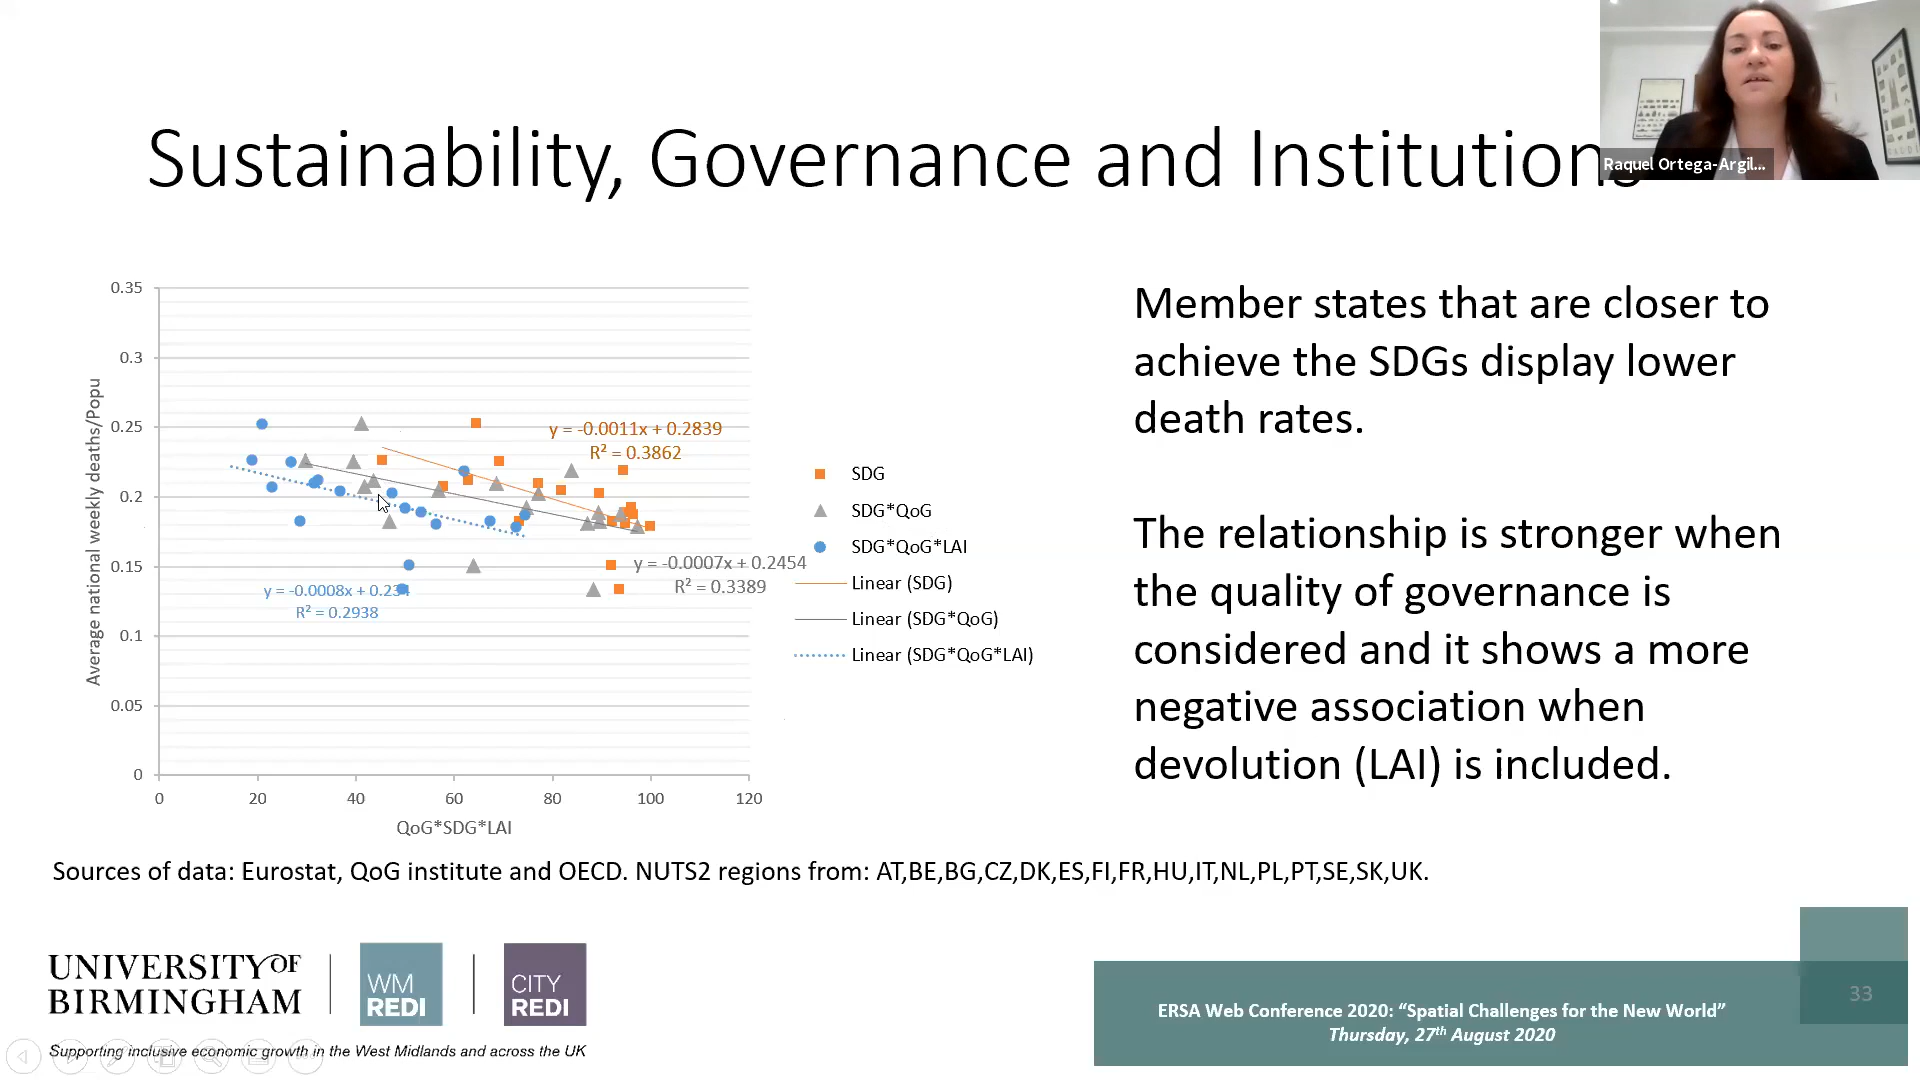 Raquel Ortega-Argil...
Sustainability, Governance and Institutions
0.35
0.3
0.25
0.2
0.15
0.1
0.05
0
0 20 40 60 80 100 120
Average national weekly deaths/Popu
QoG*SDG*LAI
y = -0.0011x + 0.2839
R² = 0.3862
y = -0.0007x + 0.2454
R² = 0.3389
y = -0.0008x + 0.234
R² = 0.2938
SDG
SDG*QoG
SDG*QoG*LAI
Linear (SDG)
Linear (SDG*QoG)
Linear (SDG*QoG*LAI)
Member states that are closer to
achieve the SDGs display lower
death rates.
The relationship is stronger when
the quality of governance is
considered and it shows a more
negative association when
devolution (LAI) is included.
Sources of data: Eurostat, QoG institute and OECD. NUTS2 regions from: AT,BE,BG,CZ,DK,ES,FI,FR,HU,IT,NL,PL,PT,SE,SK,UK.
UNIVERSITY OF
BIRMINGHAM
WM
REDI
CITY
REDI
Supporting inclusive economic growth in the West Midlands and across the UK
ERSA Web Conference 2020: “Spatial Challenges for the New World”
Thursday, 27th August 2020
33